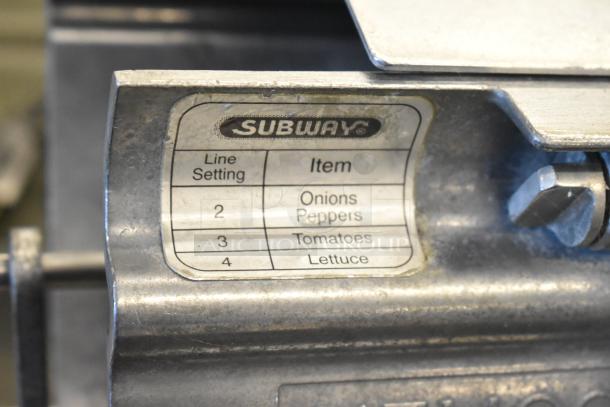 SUBWAY
Line Setting Item
2 Onions Peppers
3 Tomatoes
4 Lettuce